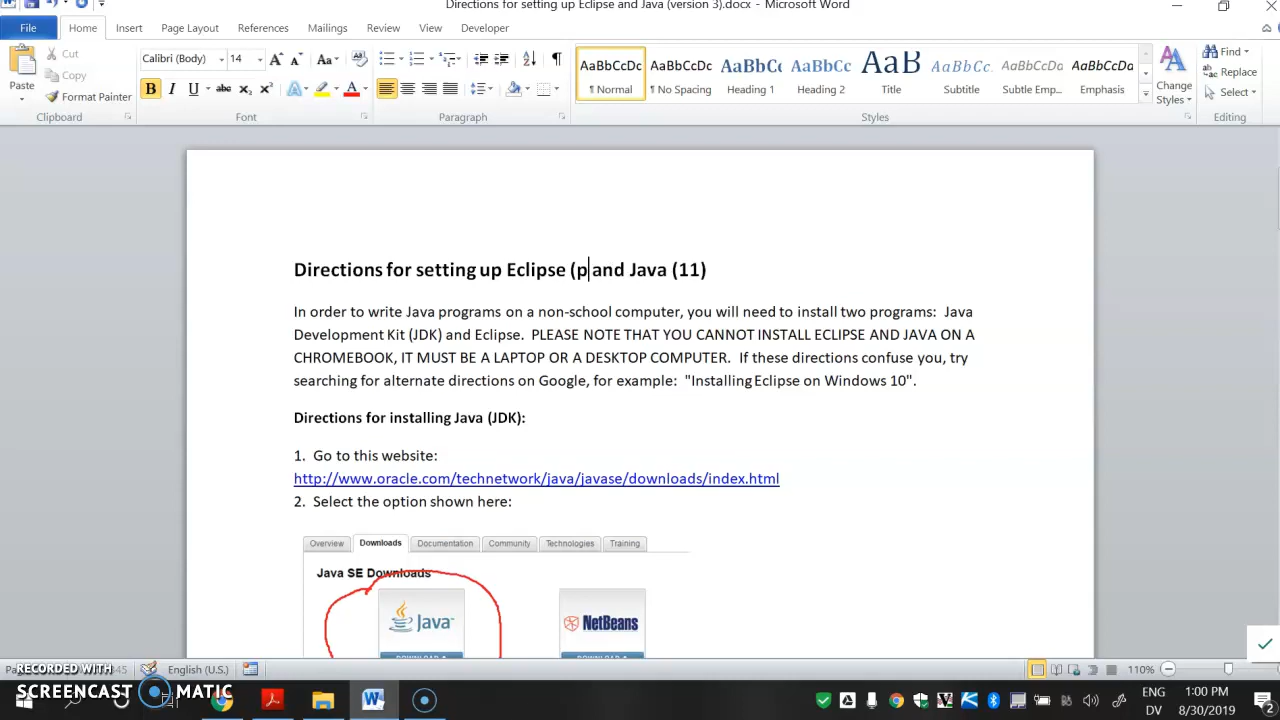 Directions for setting up Eclipse and Java (version 3).docx - Microsoft Word
File Home Insert Page Layout References Mailings Review View Developer
Cut
Copy
Format Painter
Paste
Clipboard
Calibri (Body) 14
Font
Paragraph
AaBbCcDc AaBbCcDc AaBbCc AaBbCc AaB AaBbCc. AaBbCcDc AaBbCcDc
¶ Normal ¶ No Spacing Heading 1 Heading 2 Title Subtitle Subtle Emp... Emphasis
Change
Styles
Styles
Find
Replace
Select
Editing
Directions for setting up Eclipse (p and Java (11)
In order to write Java programs on a non-school computer, you will need to install two programs: Java
Development Kit (JDK) and Eclipse. PLEASE NOTE THAT YOU CANNOT INSTALL ECLIPSE AND JAVA ON A
CHROMEBOOK, IT MUST BE A LAPTOP OR A DESKTOP COMPUTER. If these directions confuse you, try
searching for alternate directions on Google, for example: "Installing Eclipse on Windows 10".
Directions for installing Java (JDK):
1. Go to this website:
http://www.oracle.com/technetwork/java/javase/downloads/index.html
2. Select the option shown here:
Overview Downloads Documentation Community Technologies Training
Java SE Downloads
Java NetBeans
English (U.S.)
110%
RECORDED WITH
SCREENCAST MATIC
ENG 1:00 PM
DV 8/30/2019
2